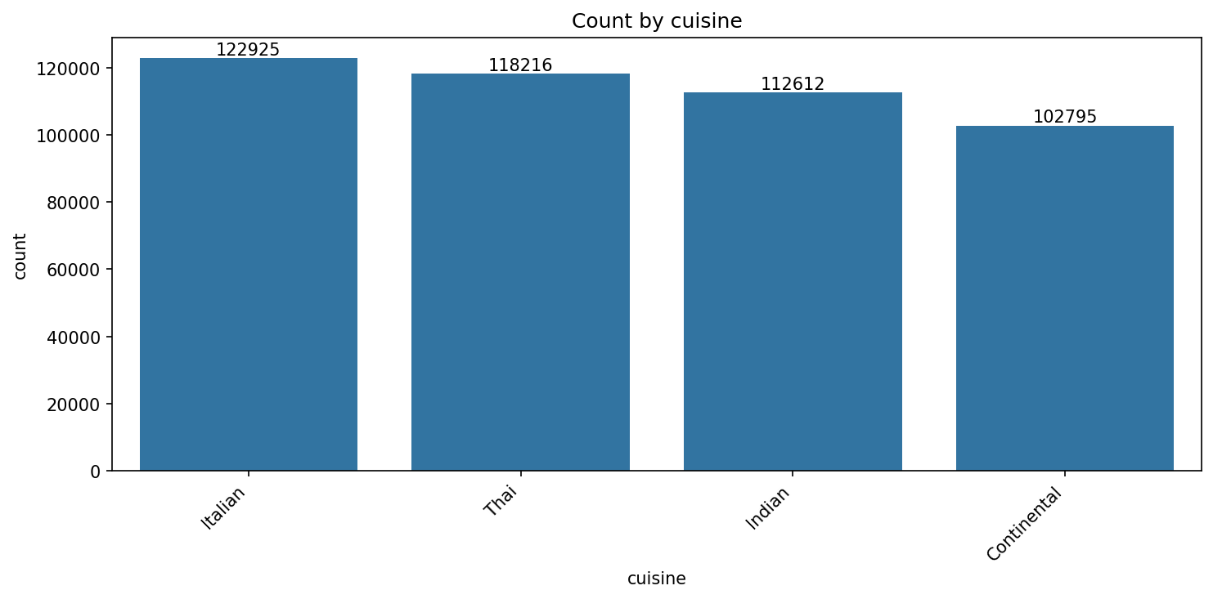 Count by cuisine
122925
118216
112612
102795
120000
100000
80000
60000
40000
20000
0
count
Italian
Thai
Indian
Continental
cuisine